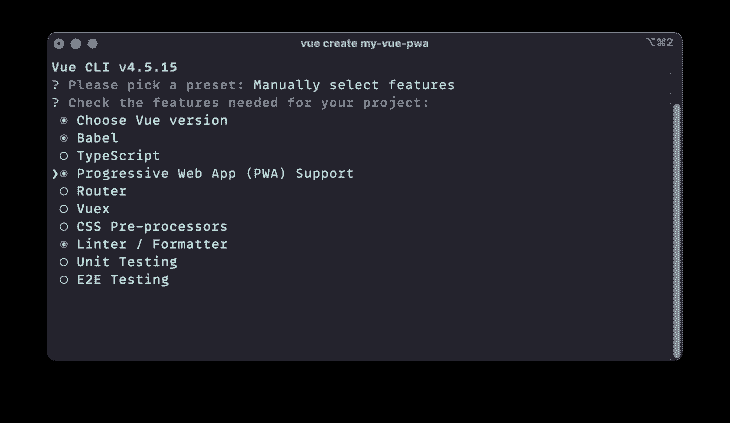 vue create my-vue-pwa
⌥⌘2
Vue CLI v4.5.15
? Please pick a preset: Manually select features
? Check the features needed for your project:
◉ Choose Vue version
◉ Babel
◯ TypeScript
❯◉ Progressive Web App (PWA) Support
◯ Router
◯ Vuex
◯ CSS Pre-processors
◉ Linter / Formatter
◯ Unit Testing
◯ E2E Testing